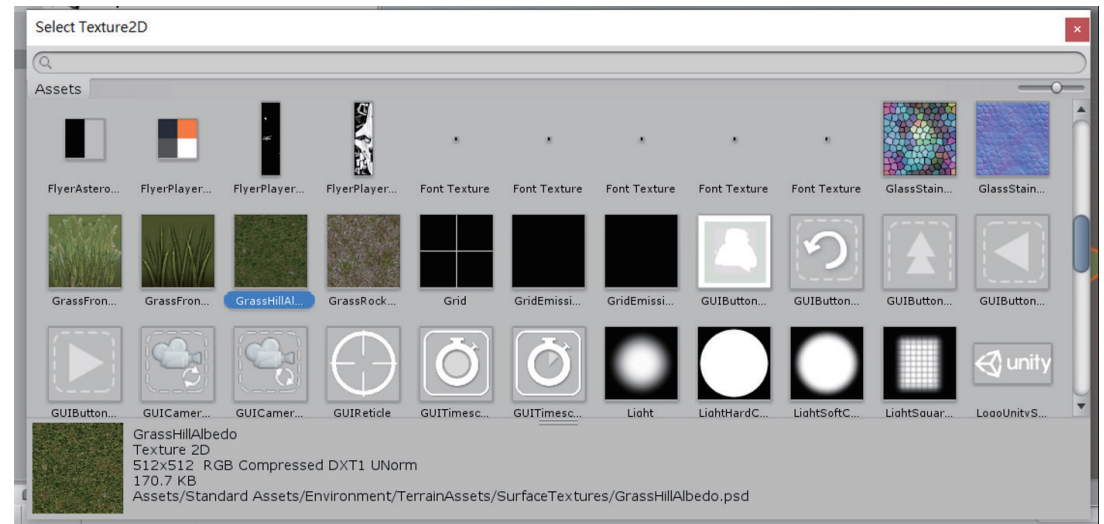 Select Texture2D
Assets
FlyerAstero... FlyerPlayer... FlyerPlayer... FlyerPlayer... Font Texture Font Texture Font Texture Font Texture Font Texture GlassStain... GlassStain...
GrassFron... GrassFron... GrassHillAl... GrassRock... Grid GridEmissi... GridEmissi... GUIButton... GUIButton... GUIButton... GUIButton...
unity
GUIButton... GUICamer... GUICamer... GUIReticle GUITimesc... GUITimesc... Light LightHardC... LightSoftC... LightSquar... LogoUnityS...
GrassHillAlbedo
Texture 2D
512x512 RGB Compressed DXT1 UNorm
170.7 KB
Assets/Standard Assets/Environment/TerrainAssets/SurfaceTextures/GrassHillAlbedo.psd